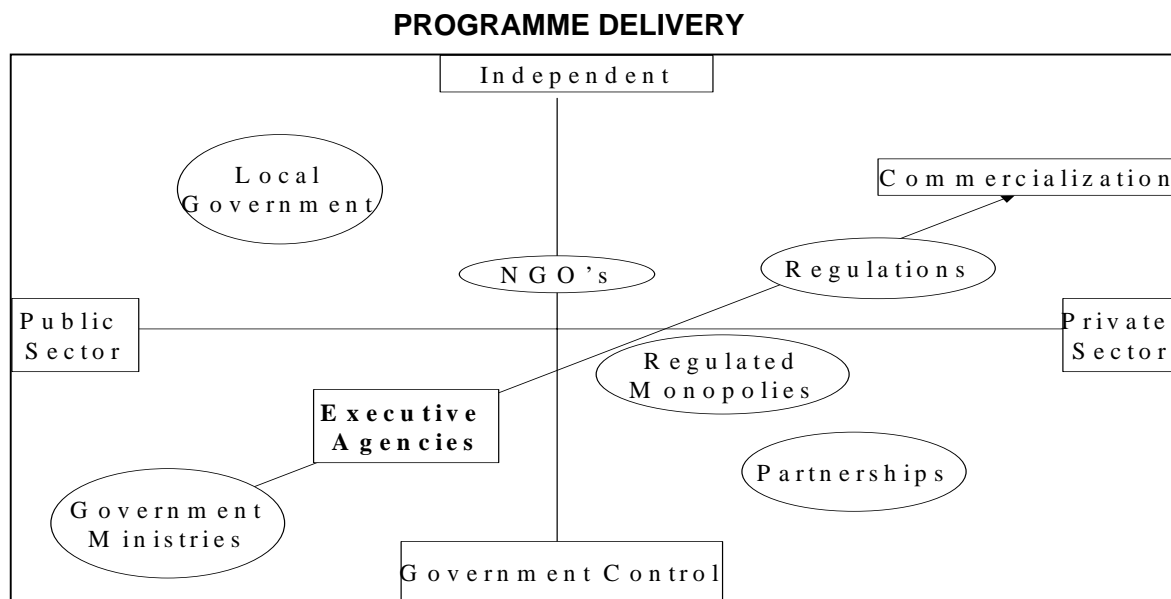 PROGRAMME DELIVERY
Independent
Local
Government
Commercialization
NGO’s
Regulations
Public
Sector
Private
Sector
Regulated
Monopolies
Executive
Agencies
Partnerships
Government
Ministries
Government Control